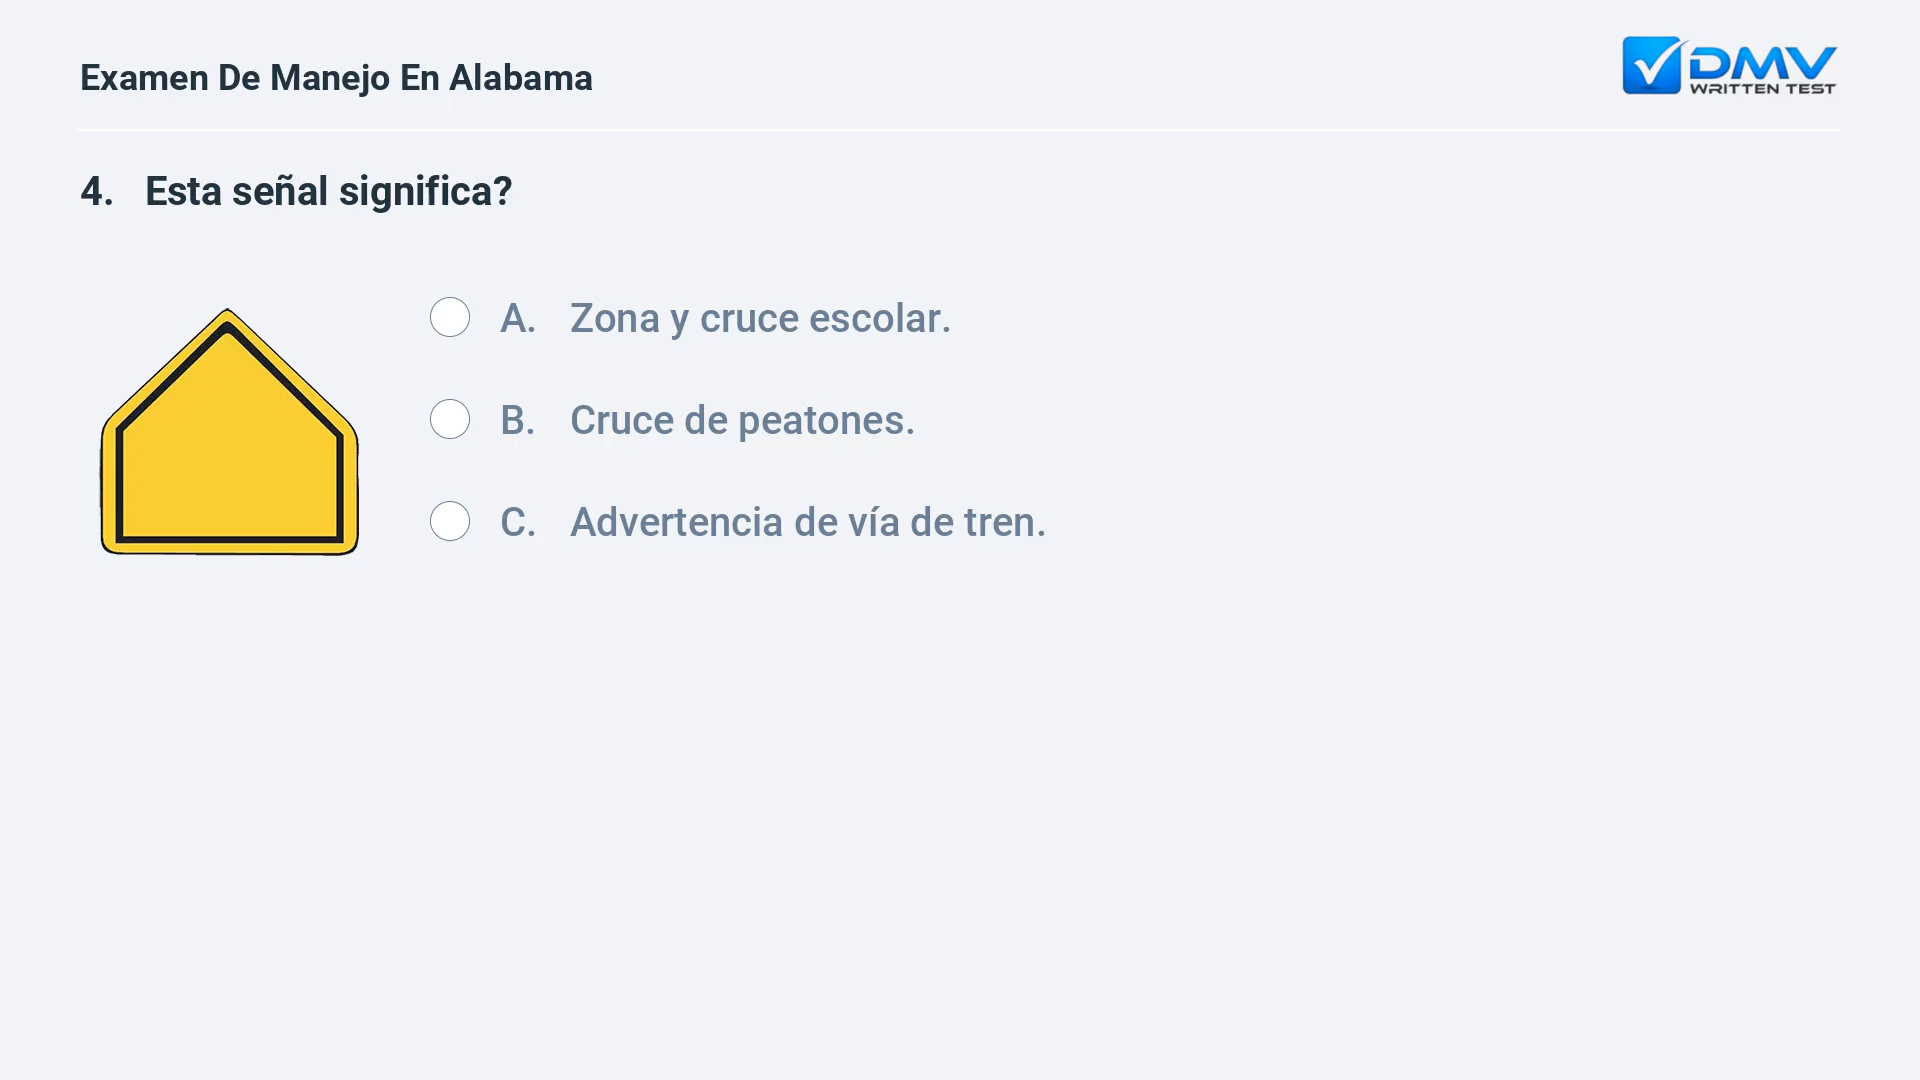 Examen De Manejo En Alabama
DMV
WRITTEN TEST
4. Esta señal significa?
A. Zona y cruce escolar.
B. Cruce de peatones.
C. Advertencia de vía de tren.